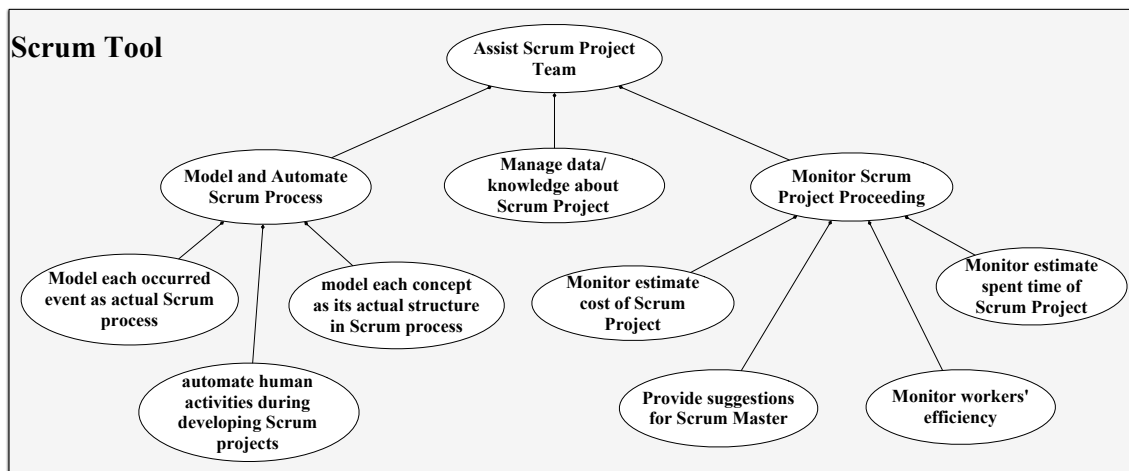 Scrum Tool
Assist Scrum Project
Team
Model and Automate
Scrum Process
Manage data/
knowledge about
Scrum Project
Monitor Scrum
Project Proceeding
Model each occurred
event as actual Scrum
process
model each concept
as its actual structure
in Scrum process
Monitor estimate
cost of Scrum
Project
Monitor estimate
spent time of
Scrum Project
automate human
activities during
developing Scrum
projects
Provide suggestions
for Scrum Master
Monitor workers'
efficiency